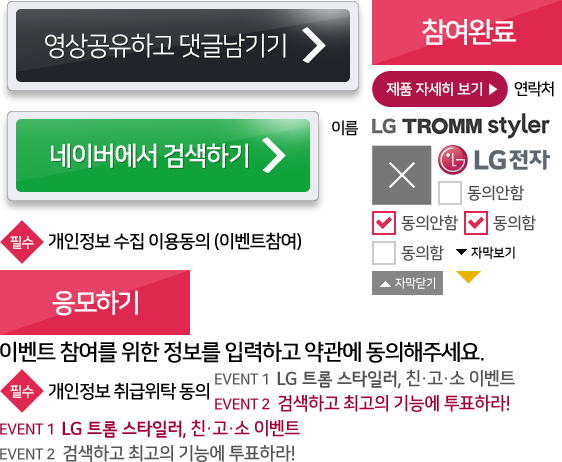 영상공유하고 댓글남기기
참여완료
제품 자세히 보기
연락처
네이버에서 검색하기
이름
LG TROMM styler
LG전자
동의안함
동의안함
동의함
동의함
자막보기
자막닫기
필수 개인정보 수집 이용동의 (이벤트참여)
응모하기
이벤트 참여를 위한 정보를 입력하고 약관에 동의해주세요.
필수 개인정보 취급위탁 동의
EVENT 1 LG 트롬 스타일러, 친·고·소 이벤트
EVENT 2 검색하고 최고의 기능에 투표하라!
EVENT 1 LG 트롬 스타일러, 친·고·소 이벤트
EVENT 2 검색하고 최고의 기능에 투표하라!